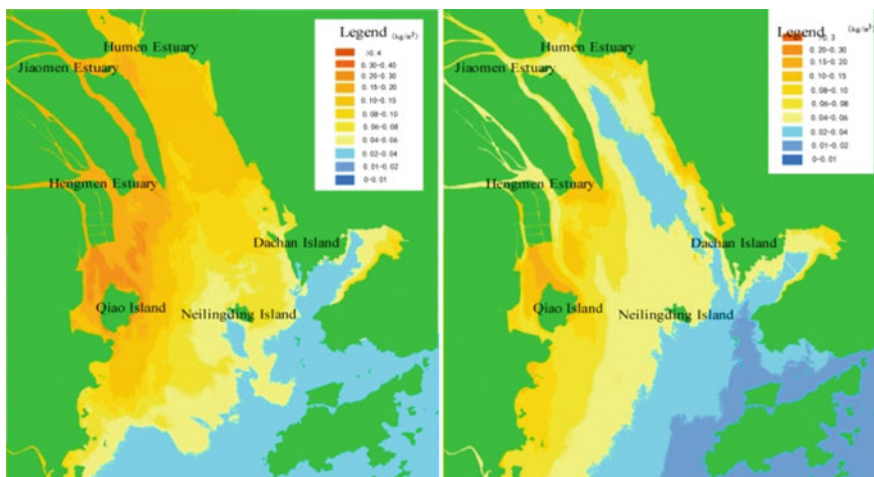 Legend (kg/m³)
>0.4
0.30-0.40
0.20-0.30
0.15-0.20
0.10-0.15
0.08-0.10
0.06-0.08
0.04-0.06
0.02-0.04
0.01-0.02
0-0.01
Humen Estuary
Jiaomen Estuary
Hengmen Estuary
Dachan Island
Qiao Island
Neilingding Island
Legend (kg/m³)
>0.3
0.20-0.30
0.15-0.20
0.10-0.15
0.08-0.10
0.06-0.08
0.04-0.06
0.02-0.04
0.01-0.02
0-0.01
Humen Estuary
Jiaomen Estuary
Hengmen Estuary
Dachan Island
Qiao Island
Neilingding Island